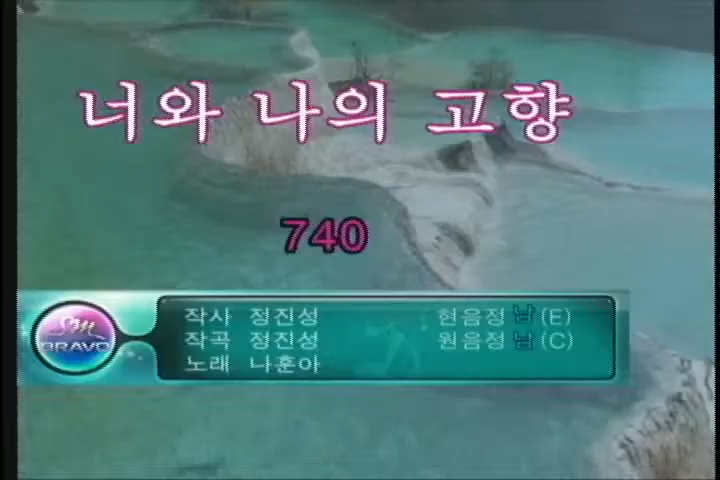 너와 나의 고향
740
작사 정진성 현음정 남(E)
작곡 정진성 원음정 남(C)
노래 나훈아
SM
BRAVO